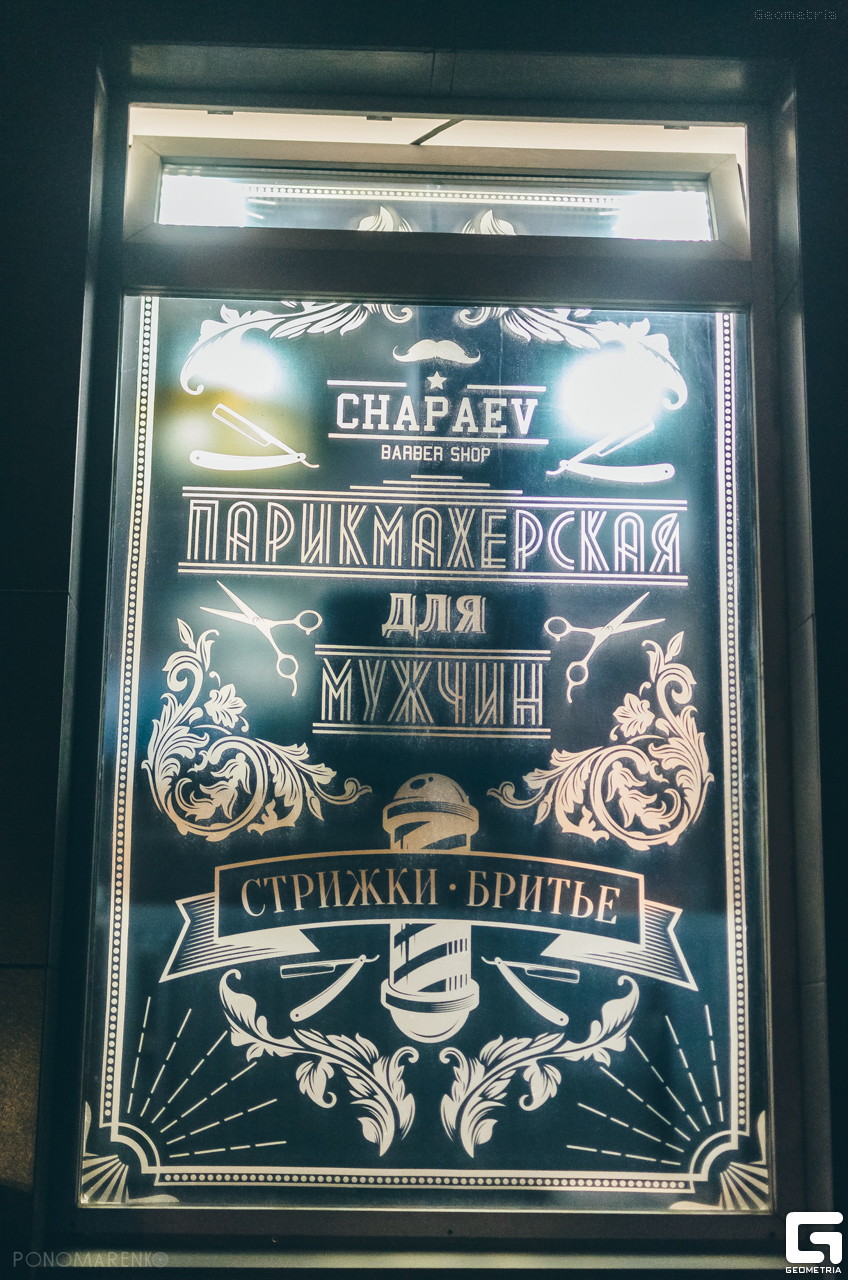 Geometria
CHAPAEV
BARBER SHOP
ПАРИКМАХЕРСКАЯ
ДЛЯ
МУЖЧИН
СТРИЖКИ · БРИТЬЕ
PONOMARENKO
GEOMETRIA